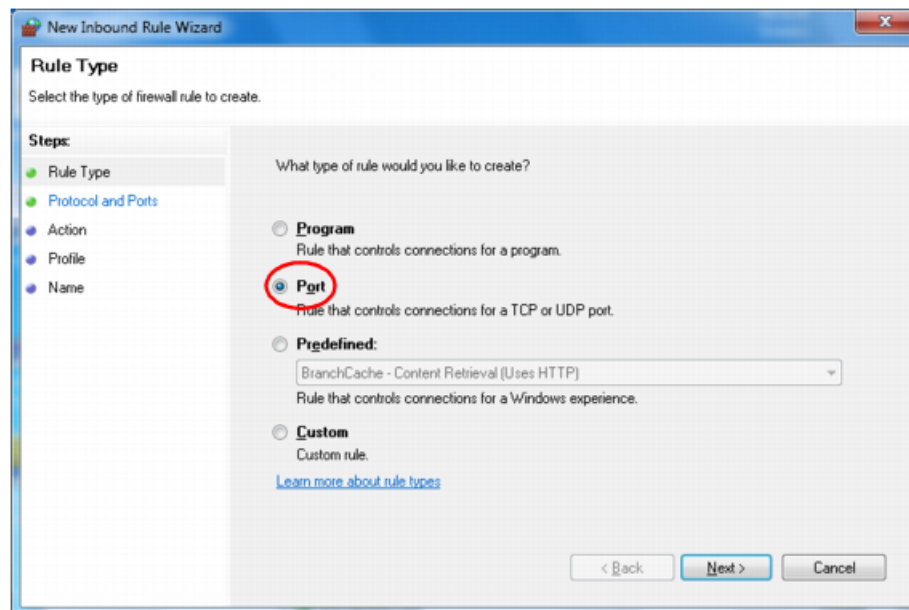 New Inbound Rule Wizard
Rule Type
Select the type of firewall rule to create.
Steps:
Rule Type
Protocol and Ports
Action
Profile
Name
What type of rule would you like to create?
Program
Rule that controls connections for a program.
Port
Rule that controls connections for a TCP or UDP port.
Predefined:
BranchCache - Content Retrieval (Uses HTTP)
Rule that controls connections for a Windows experience.
Custom
Custom rule.
Learn more about rule types
< Back Next > Cancel